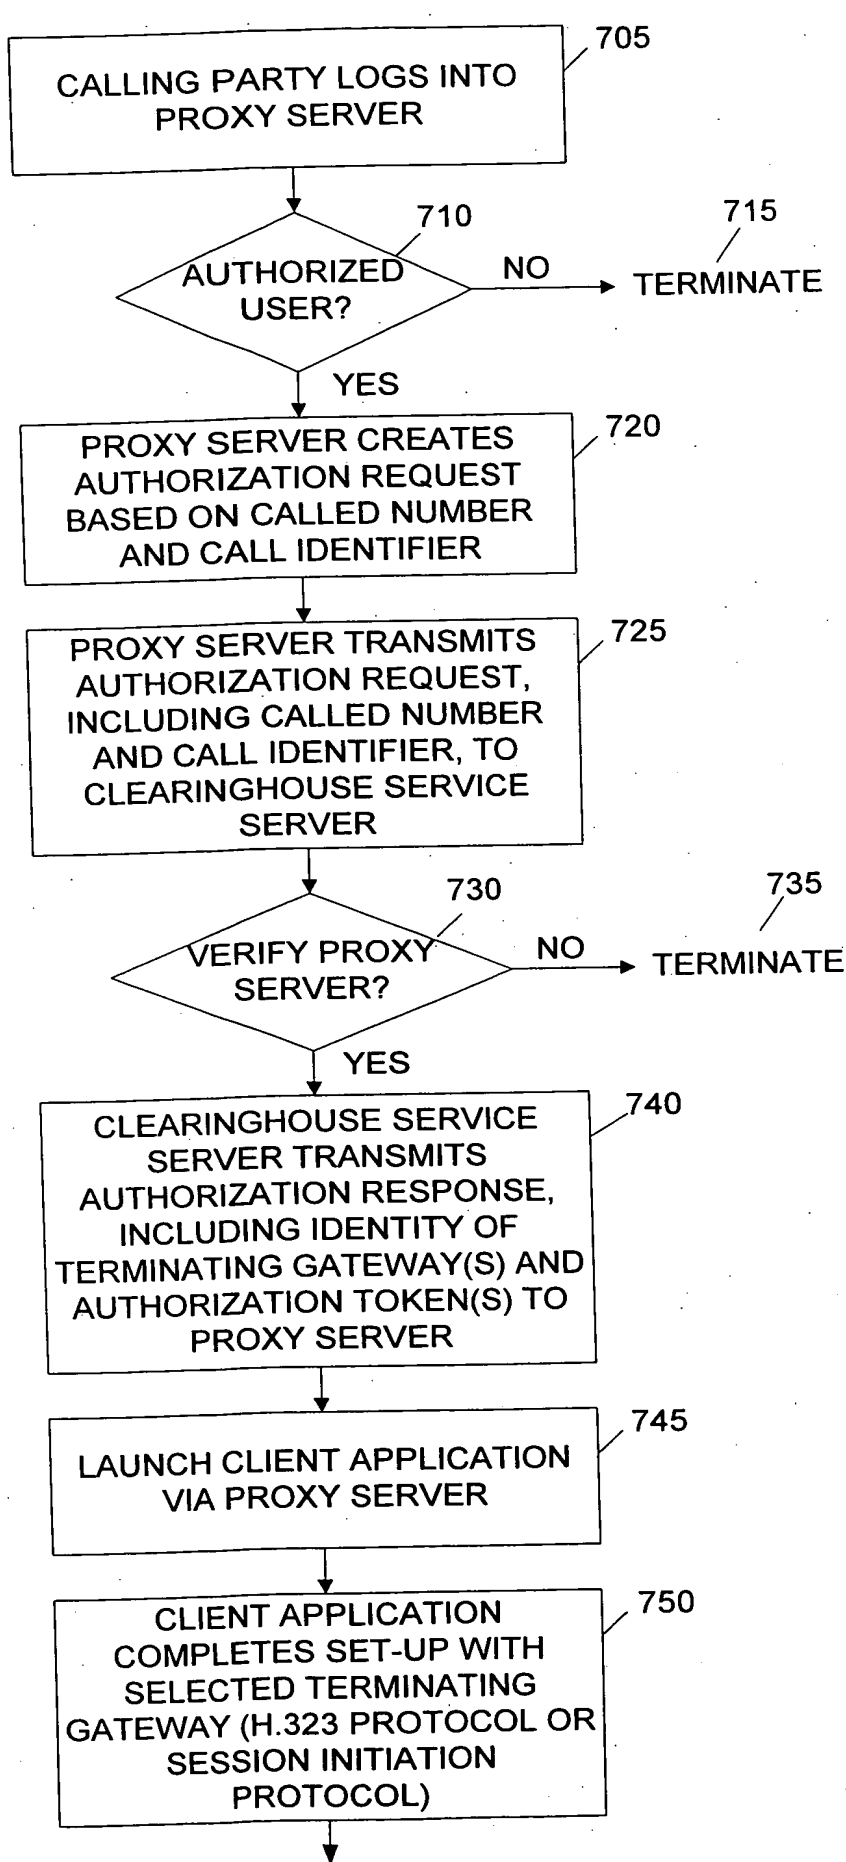 705
CALLING PARTY LOGS INTO
PROXY SERVER
710
715
AUTHORIZED
USER?
NO
TERMINATE
YES
720
PROXY SERVER CREATES
AUTHORIZATION REQUEST
BASED ON CALLED NUMBER
AND CALL IDENTIFIER
725
PROXY SERVER TRANSMITS
AUTHORIZATION REQUEST,
INCLUDING CALLED NUMBER
AND CALL IDENTIFIER, TO
CLEARINGHOUSE SERVICE
SERVER
730
735
VERIFY PROXY
SERVER?
NO
TERMINATE
YES
740
CLEARINGHOUSE SERVICE
SERVER TRANSMITS
AUTHORIZATION RESPONSE,
INCLUDING IDENTITY OF
TERMINATING GATEWAY(S) AND
AUTHORIZATION TOKEN(S) TO
PROXY SERVER
745
LAUNCH CLIENT APPLICATION
VIA PROXY SERVER
750
CLIENT APPLICATION
COMPLETES SET-UP WITH
SELECTED TERMINATING
GATEWAY (H.323 PROTOCOL OR
SESSION INITIATION
PROTOCOL)